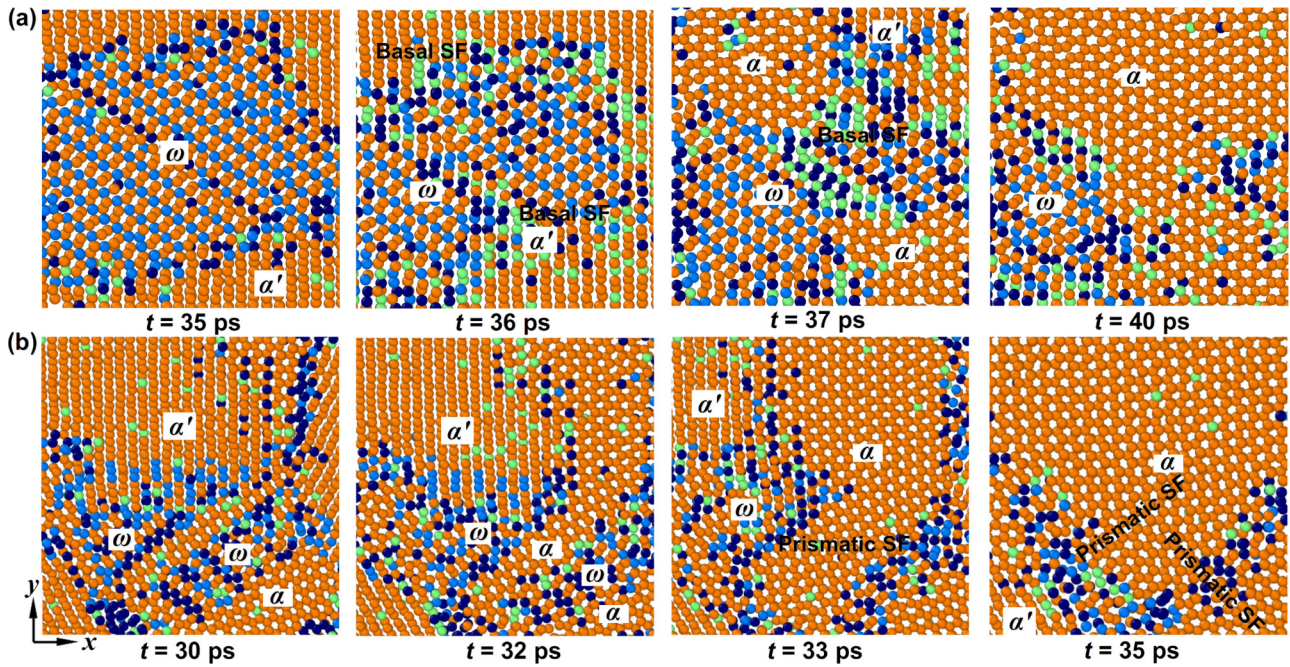 (a)
Basal SF
α'
α
α
Basal SF
ω
ω
ω
ω
Basal SF
α'
α'
α
t = 35 ps
t = 36 ps
t = 37 ps
t = 40 ps
(b)
α'
α'
α'
α
α
ω
ω
ω
ω
Prismatic SF
Prismatic SF
Prismatic SF
α
α
α
ω
α'
y
x
t = 30 ps
t = 32 ps
t = 33 ps
t = 35 ps